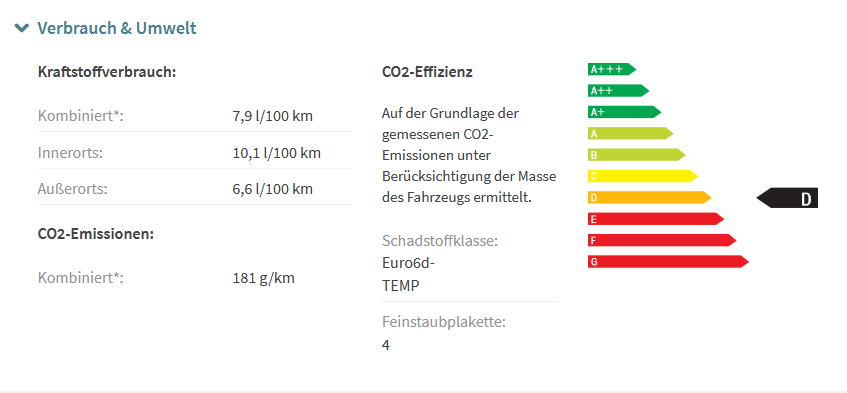 Verbrauch & Umwelt
Kraftstoffverbrauch:
Kombiniert*: 7,9 l/100 km
Innerorts: 10,1 l/100 km
Außerorts: 6,6 l/100 km
CO2-Emissionen:
Kombiniert*: 181 g/km
CO2-Effizienz
Auf der Grundlage der
gemessenen CO2-
Emissionen unter
Berücksichtigung der Masse
des Fahrzeugs ermittelt.
Schadstoffklasse:
Euro6d-
TEMP
Feinstaubplakette:
4
A+++
A++
A+
A
B
C
D
D
E
F
G